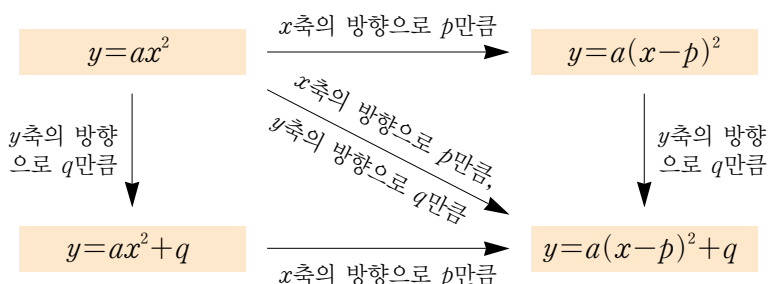 x축의 방향으로 p만큼
y=ax²
y=a(x-p)²
y축의 방향
으로 q만큼
x축의 방향으로 p만큼,
y축의 방향으로 q만큼
y축의 방향
으로 q만큼
y=ax²+q
y=a(x-p)²+q
x축의 방향으로 p만큼